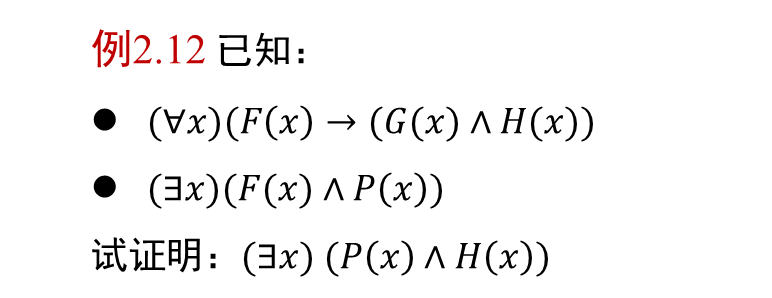 例2.12 已知：
● (∀x)(F(x) → (G(x) ∧ H(x))
● (∃x)(F(x) ∧ P(x))
试证明：(∃x) (P(x) ∧ H(x))